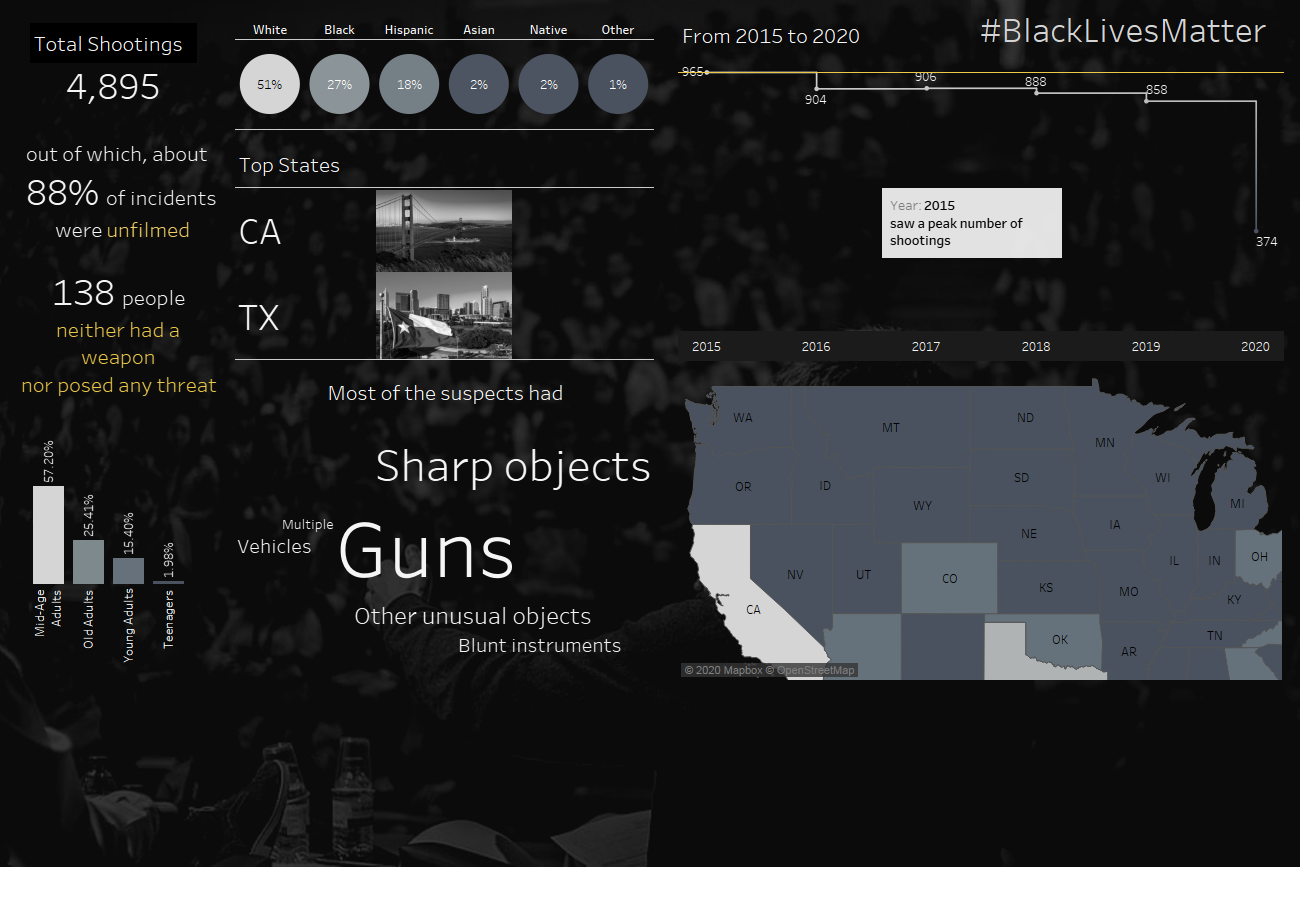 Total Shootings
4,895
out of which, about
88% of incidents
were unfilmed
138 people
neither had a
weapon
nor posed any threat
57.20%
25.41%
15.40%
1.98%
Mid-Age
Adults
Old Adults
Young Adults
Teenagers
White Black Hispanic Asian Native Other
51% 27% 18% 2% 2% 1%
Top States
CA
TX
Most of the suspects had
Sharp objects
Multiple
Vehicles
Guns
Other unusual objects
Blunt instruments
From 2015 to 2020
#BlackLivesMatter
965
904
906
888
858
374
Year: 2015
saw a peak number of
shootings
2015 2016 2017 2018 2019 2020
WA
MT
ND
MN
OR
ID
SD
WI
WY
MI
NE
IA
NV
UT
CO
IL
IN
OH
KS
MO
KY
CA
OK
TN
AR
© 2020 Mapbox © OpenStreetMap